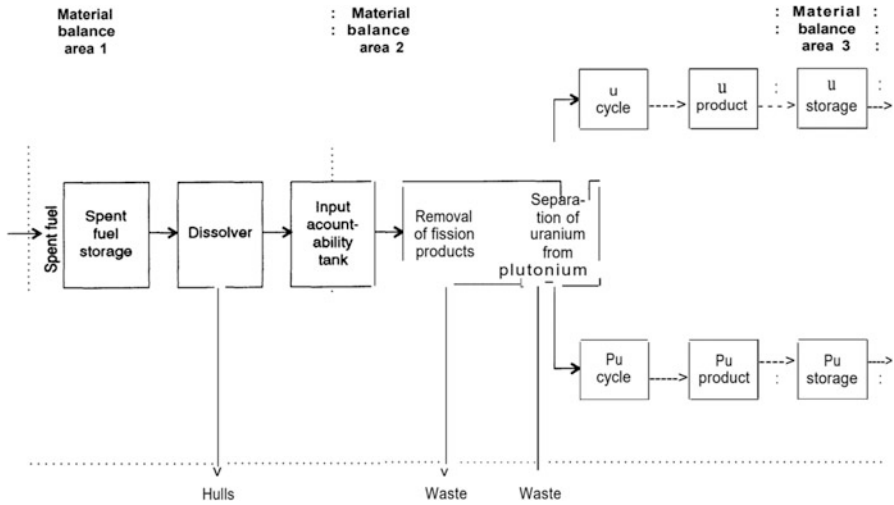 Material
balance
area 1
: Material :
: balance
area 2
: Material :
: balance :
area 3 :
u
cycle
u
product
u
storage
Spent fuel
Spent
fuel
storage
Dissolver
Input
acount-
ability
tank
Removal
of fission
products
Separa-
tion of
uranium
from
plutonium
Pu
cycle
Pu
product
Pu
storage
Hulls
Waste
Waste